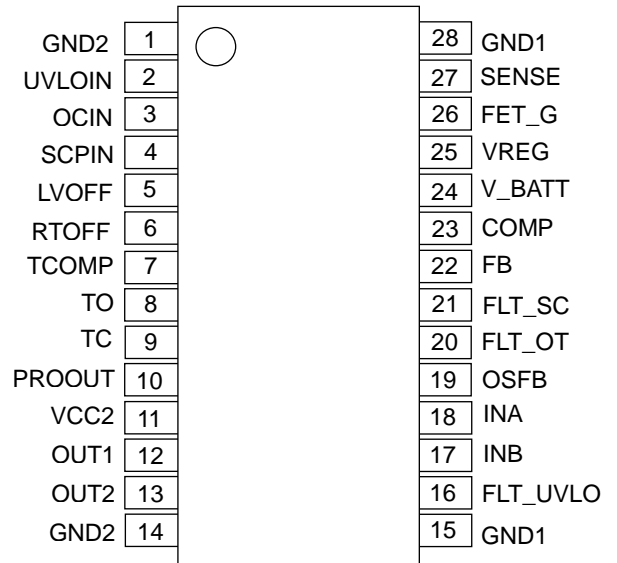 GND2 1 28 GND1
UVLOIN 2 27 SENSE
OCIN 3 26 FET_G
SCPIN 4 25 VREG
LVOFF 5 24 V_BATT
RTOFF 6 23 COMP
TCOMP 7 22 FB
TO 8 21 FLT_SC
TC 9 20 FLT_OT
PROOUT 10 19 OSFB
VCC2 11 18 INA
OUT1 12 17 INB
OUT2 13 16 FLT_UVLO
GND2 14 15 GND1